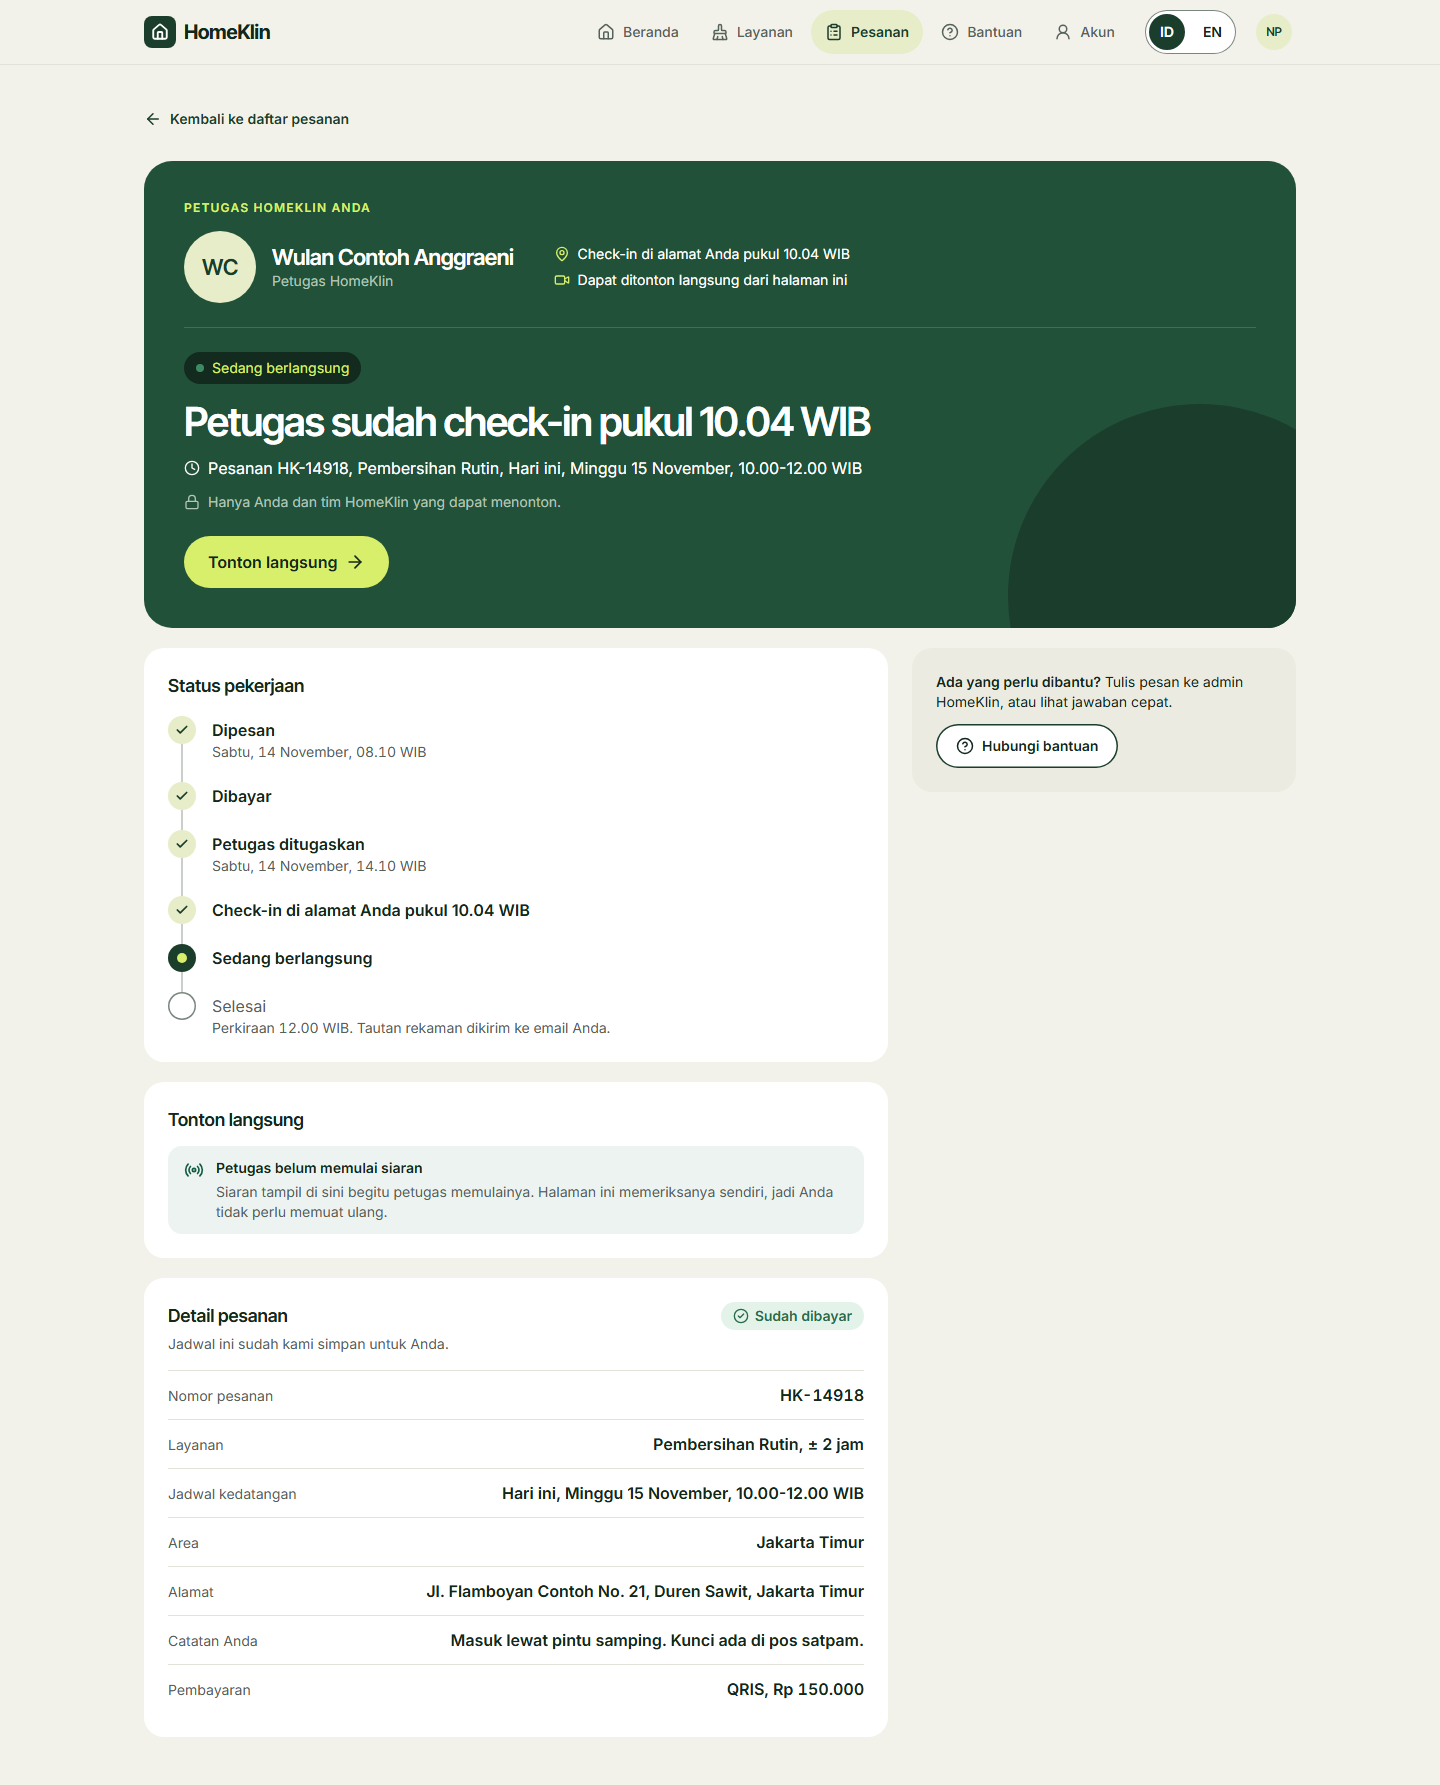 HomeKlin
Beranda
Layanan
Pesanan
Bantuan
Akun
ID
EN
NP
Kembali ke daftar pesanan
PETUGAS HOMEKLIN ANDA
WC
Wulan Contoh Anggraeni
Petugas HomeKlin
Check-in di alamat Anda pukul 10.04 WIB
Dapat ditonton langsung dari halaman ini
Sedang berlangsung
Petugas sudah check-in pukul 10.04 WIB
Pesanan HK-14918, Pembersihan Rutin, Hari ini, Minggu 15 November, 10.00-12.00 WIB
Hanya Anda dan tim HomeKlin yang dapat menonton.
Tonton langsung
Status pekerjaan
Dipesan
Sabtu, 14 November, 08.10 WIB
Dibayar
Petugas ditugaskan
Sabtu, 14 November, 14.10 WIB
Check-in di alamat Anda pukul 10.04 WIB
Sedang berlangsung
Selesai
Perkiraan 12.00 WIB. Tautan rekaman dikirim ke email Anda.
Ada yang perlu dibantu? Tulis pesan ke admin
HomeKlin, atau lihat jawaban cepat.
Hubungi bantuan
Tonton langsung
Petugas belum memulai siaran
Siaran tampil di sini begitu petugas memulainya. Halaman ini memeriksanya sendiri, jadi Anda
tidak perlu memuat ulang.
Detail pesanan
Sudah dibayar
Jadwal ini sudah kami simpan untuk Anda.
Nomor pesanan
HK-14918
Layanan
Pembersihan Rutin, ± 2 jam
Jadwal kedatangan
Hari ini, Minggu 15 November, 10.00-12.00 WIB
Area
Jakarta Timur
Alamat
Jl. Flamboyan Contoh No. 21, Duren Sawit, Jakarta Timur
Catatan Anda
Masuk lewat pintu samping. Kunci ada di pos satpam.
Pembayaran
QRIS, Rp 150.000